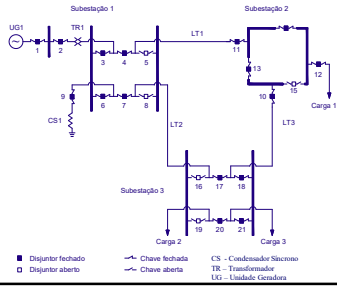 Subestação 1
Subestação 2
UG1
TR1
LT1
1
2
3
4
5
11
13
12
15
9
6
7
8
10
Carga 1
CS1
LT2
LT3
Subestação 3
16
17
18
19
20
21
Carga 2
Carga 3
Disjuntor fechado
Chave fechada
CS - Condensador Síncrono
Disjuntor aberto
Chave aberta
TR – Transformador
UG – Unidade Geradora